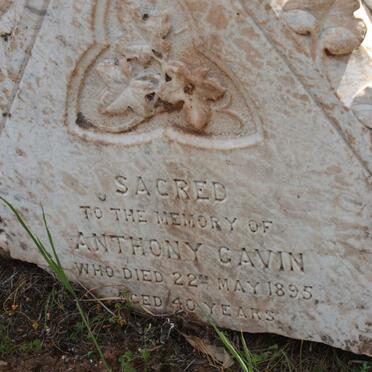 SACRED
TO THE MEMORY OF
ANTHONY GAVIN
WHO DIED 22ND MAY 1895,
AGED 40 YEARS